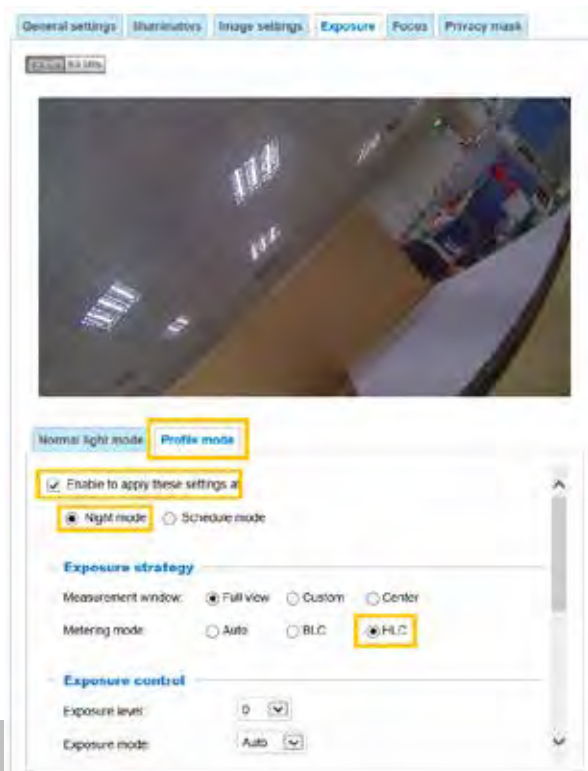 General settings Illuminators Image settings Exposure Focus Privacy mask
Normal light mode Profile mode
Enable to apply these settings a
Night mode Schedule mode
Exposure strategy
Measurement window: Full view Custom Center
Metering mode: Auto BLC HLC
Exposure control
Exposure level: 0
Exposure mode: Auto